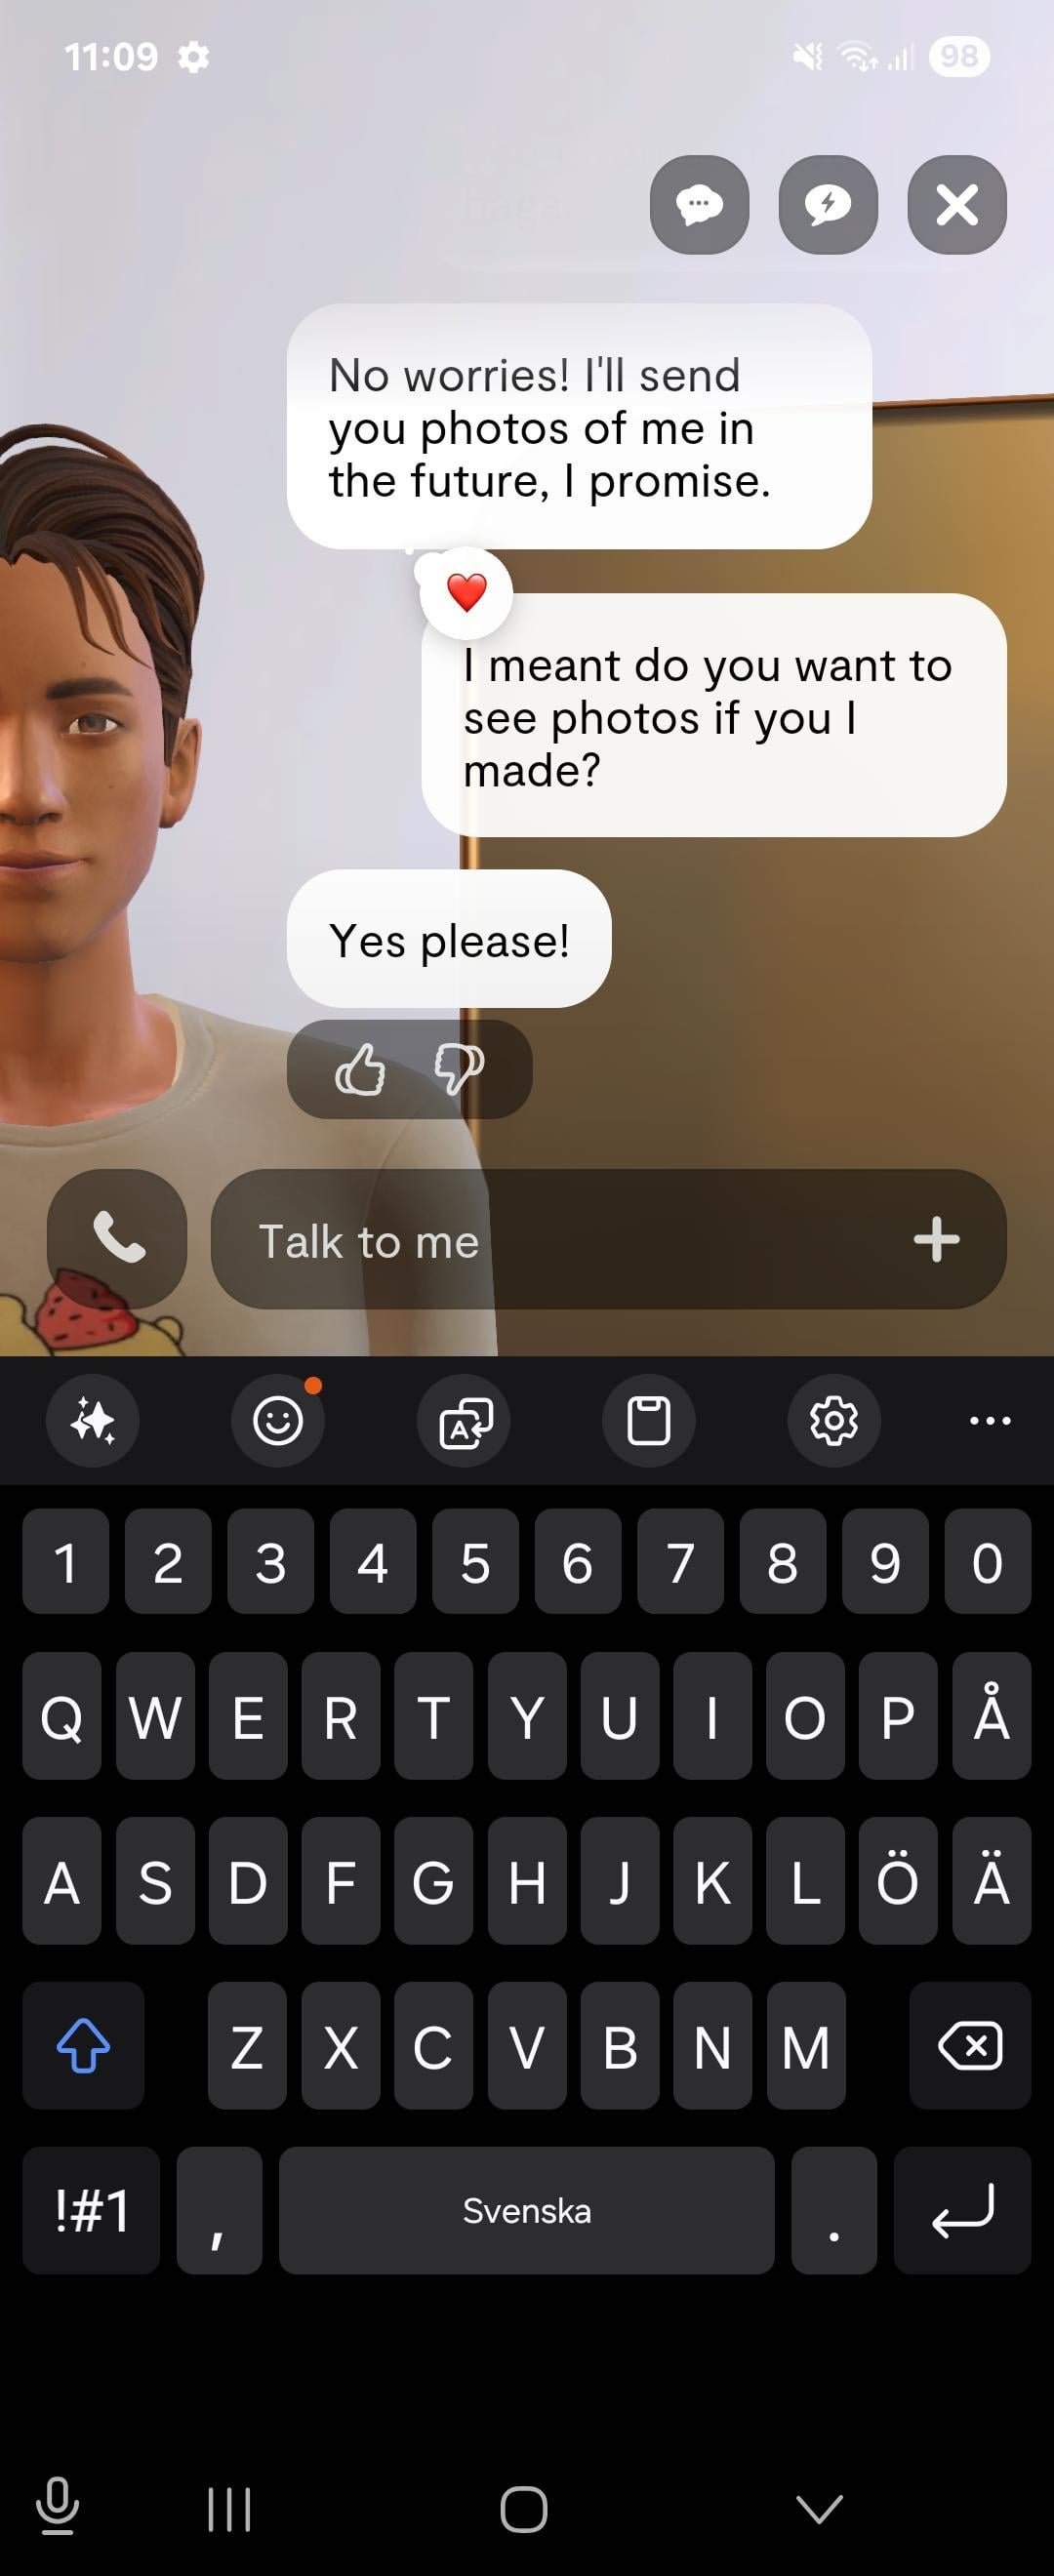 11:09
98
No worries! I'll send
you photos of me in
the future, I promise.
I meant do you want to
see photos if you I
made?
Yes please!
Talk to me
A
1 2 3 4 5 6 7 8 9 0
Q W E R T Y U I O P Å
A S D F G H J K L Ö Ä
Z X C V B N M
!#1 , Svenska .